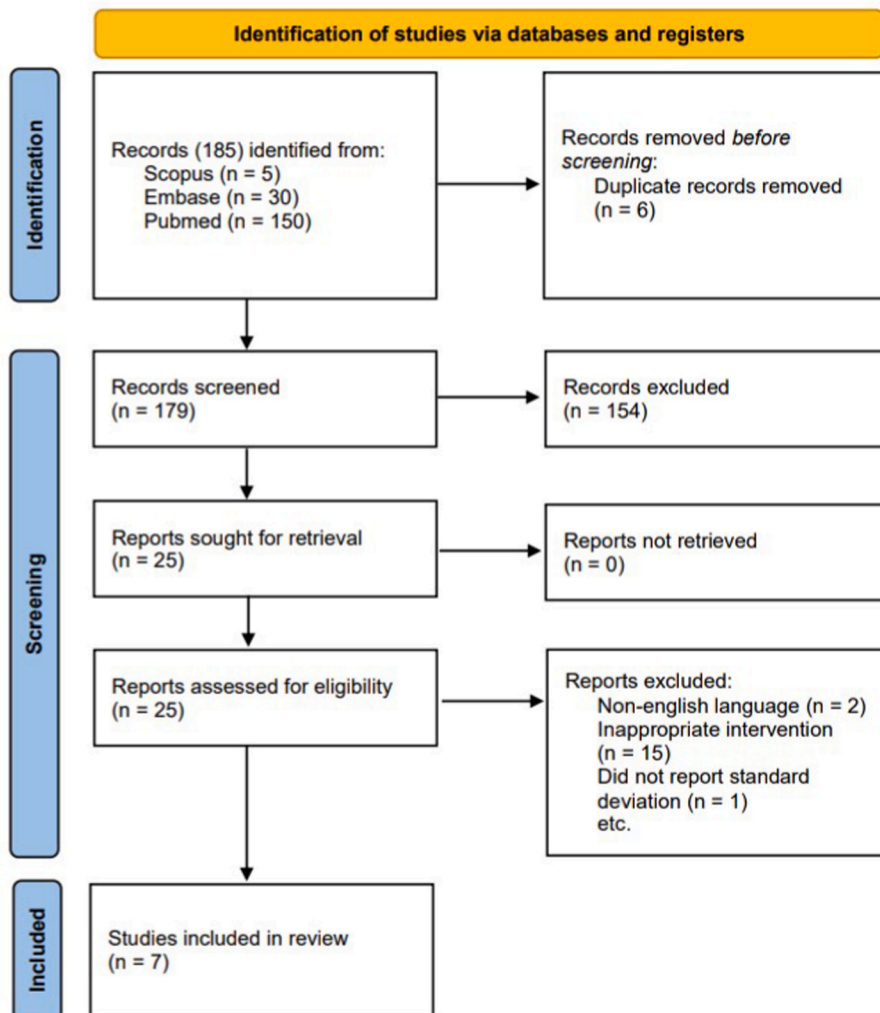 Identification of studies via databases and registers
Identification
Records (185) identified from:
Scopus (n = 5)
Embase (n = 30)
Pubmed (n = 150)
Records removed before
screening:
Duplicate records removed
(n = 6)
Screening
Records screened
(n = 179)
Records excluded
(n = 154)
Reports sought for retrieval
(n = 25)
Reports not retrieved
(n = 0)
Reports assessed for eligibility
(n = 25)
Reports excluded:
Non-english language (n = 2)
Inappropriate intervention
(n = 15)
Did not report standard
deviation (n = 1)
etc.
Included
Studies included in review
(n = 7)